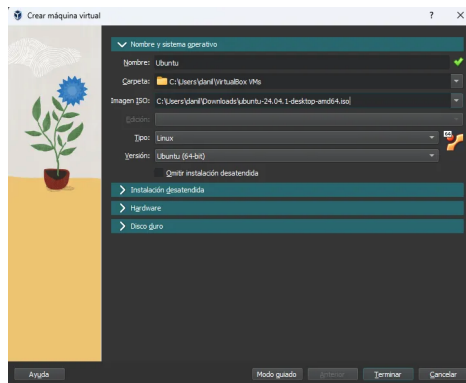 Crear máquina virtual
Nombre y sistema operativo
Nombre: Ubuntu
Carpeta: C:\Users\danil\VirtualBox VMs
Imagen ISO: C:\Users\danil\Downloads\ubuntu-24.04.1-desktop-amd64.iso
Edición:
Tipo: Linux
64
Versión: Ubuntu (64-bit)
Omitir instalación desatendida
Instalación desatendida
Hardware
Disco duro
Ayuda Modo guiado Anterior Terminar Cancelar